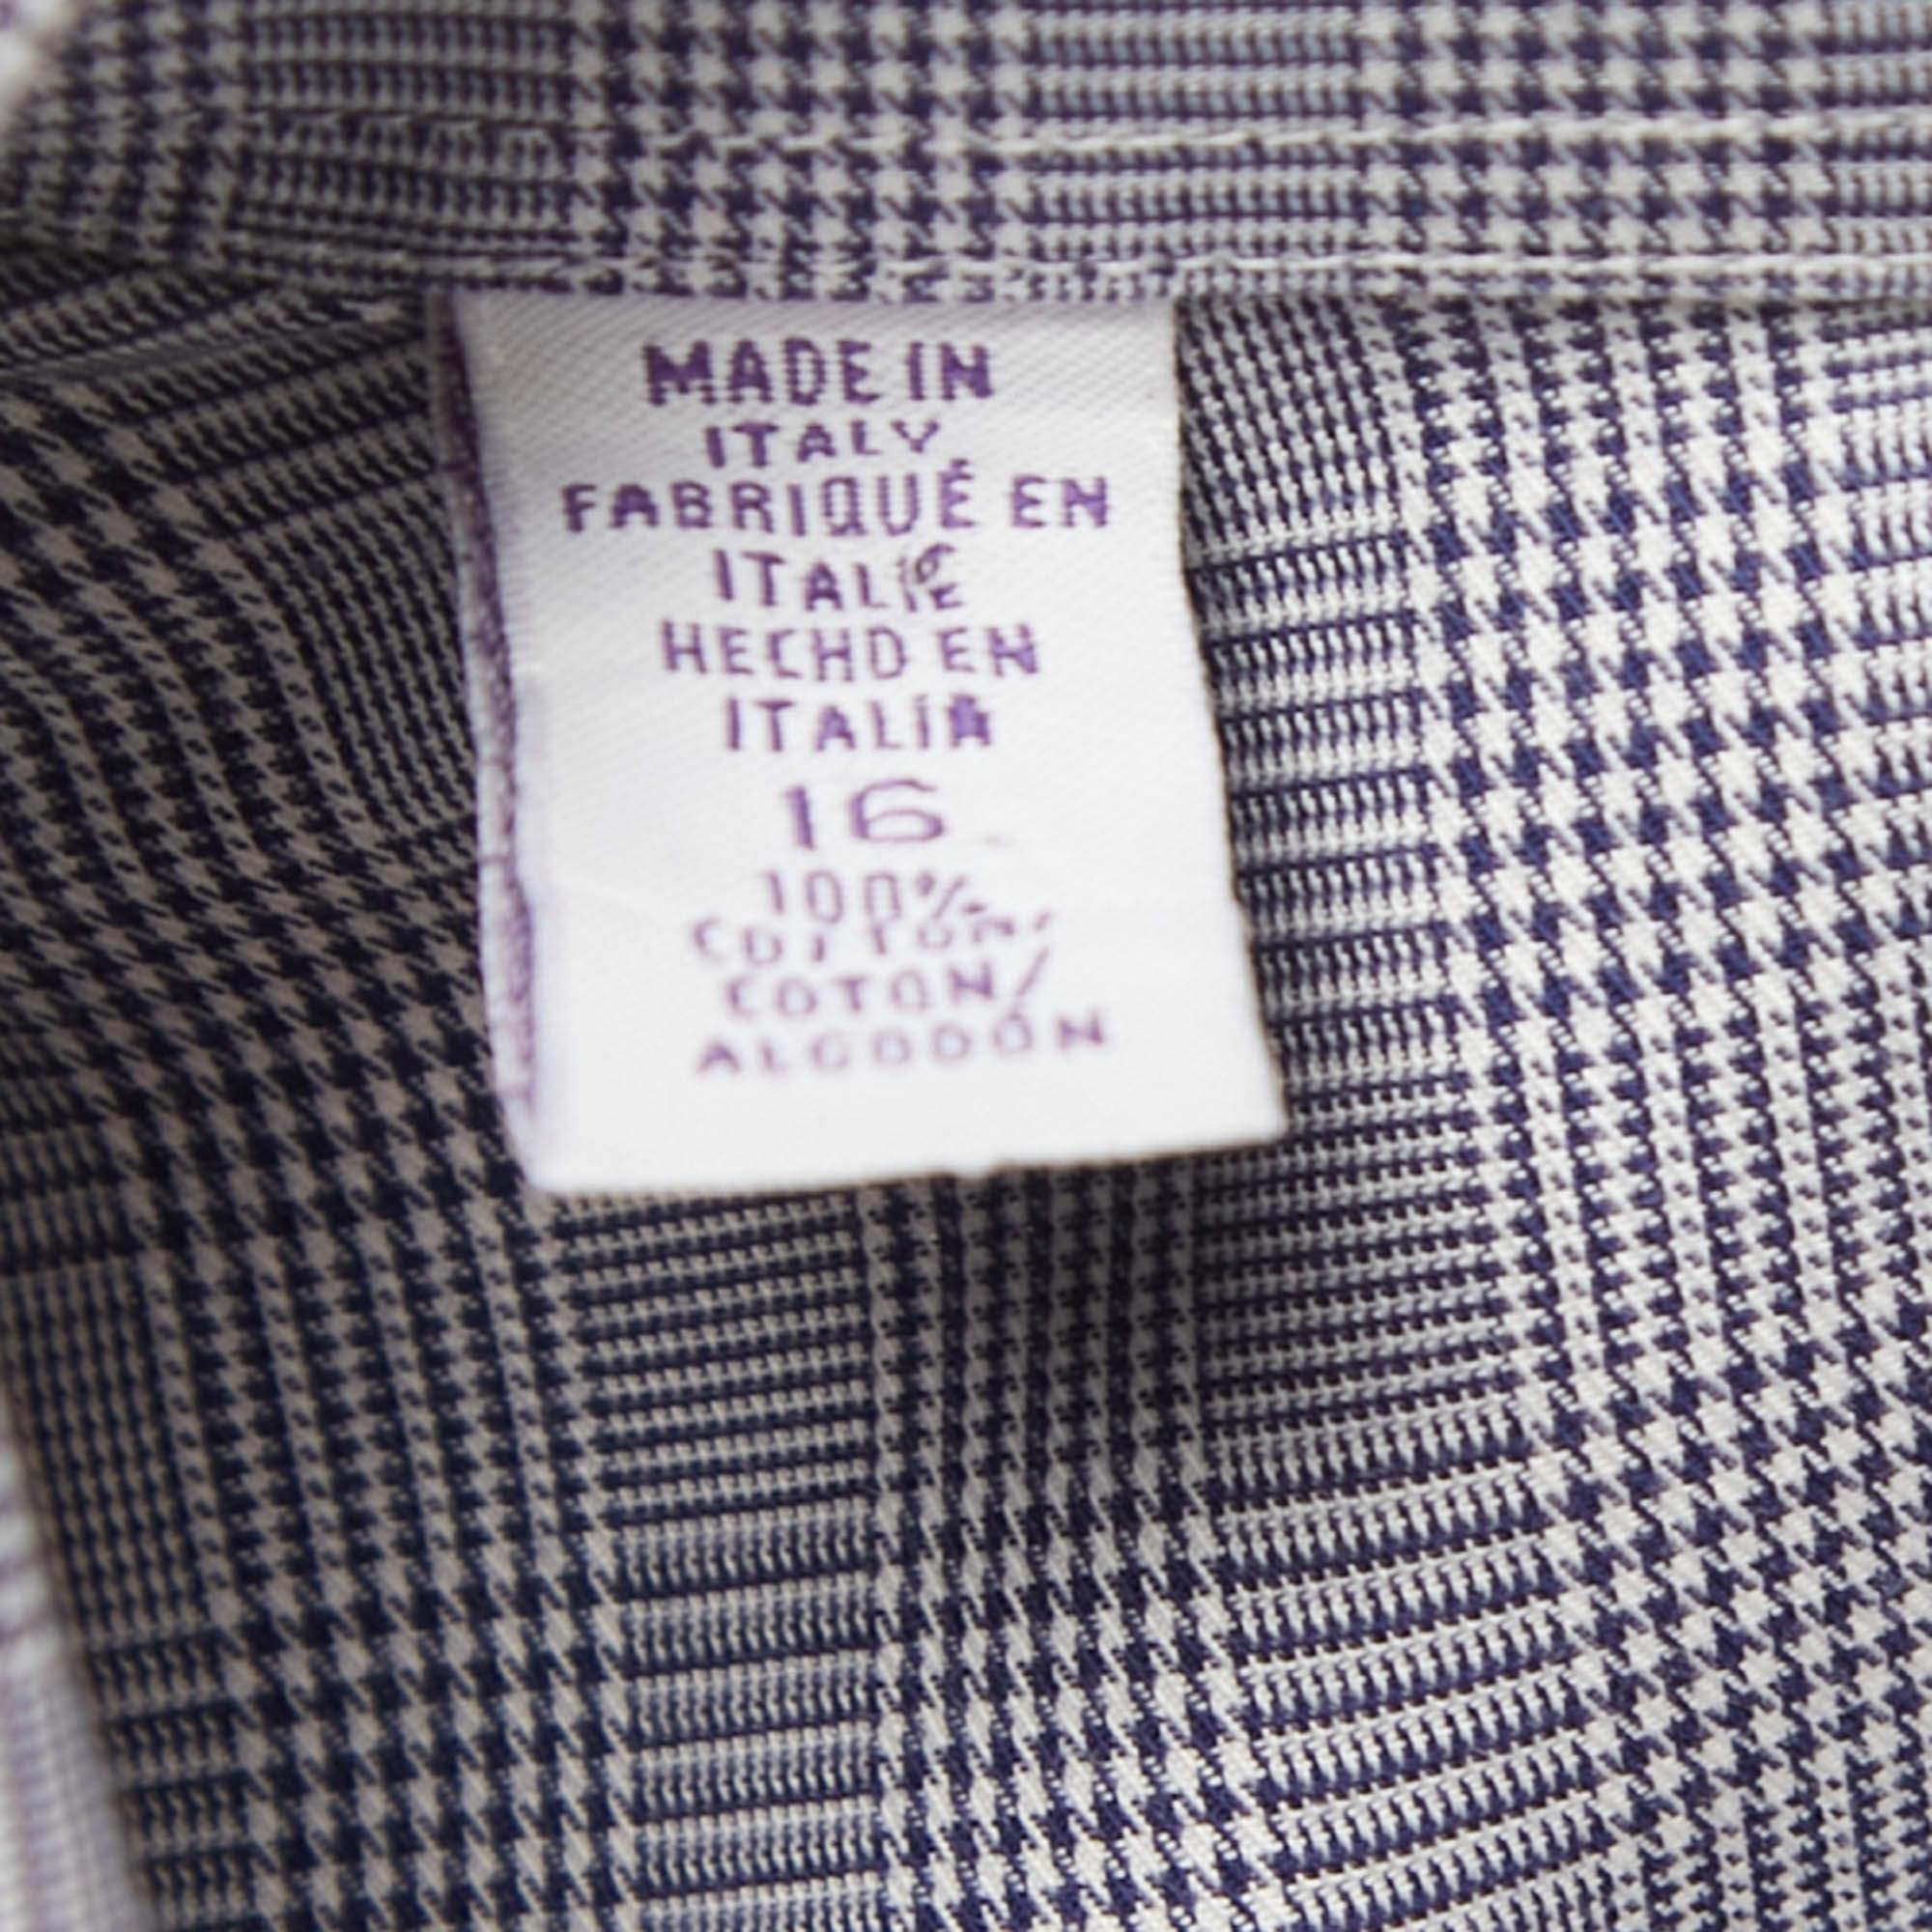 MADE IN
ITALY
FABRIQUÉ EN
ITALIE
HECHO EN
ITALIA
16
100%
COTTON/
COTON/
ALGODÓN